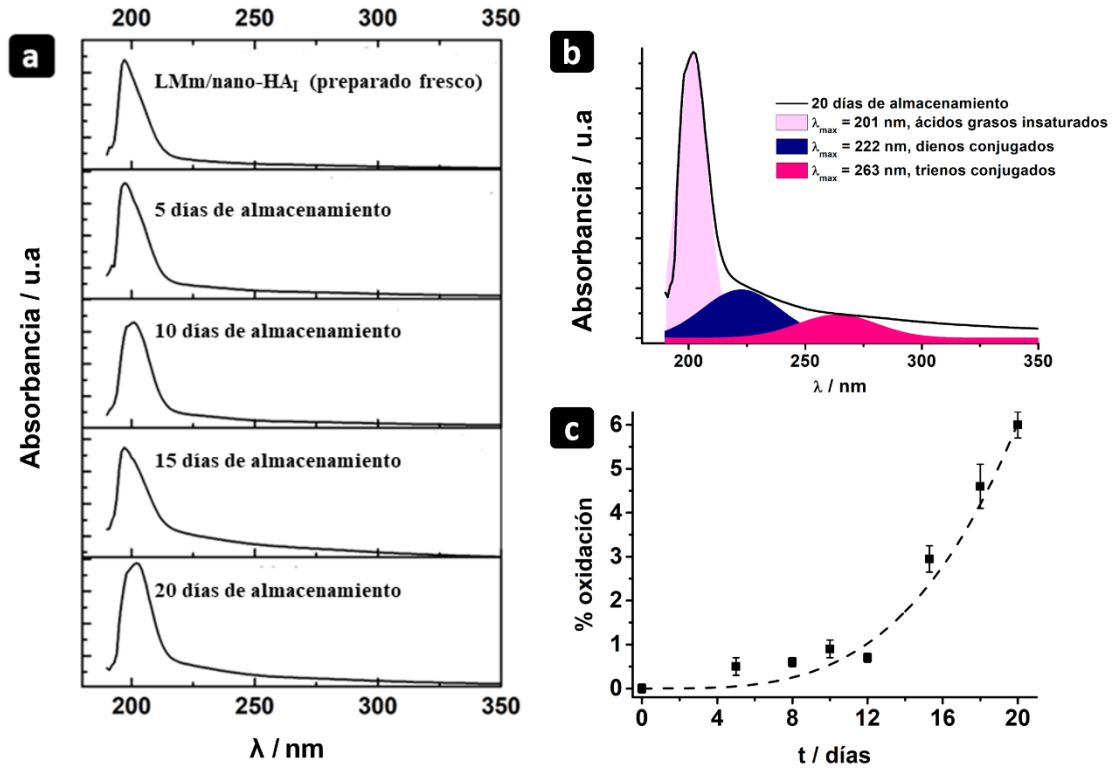 a
200 250 300 350
LMm/nano-HAI (preparado fresco)
5 días de almacenamiento
10 días de almacenamiento
15 días de almacenamiento
20 días de almacenamiento
Absorbancia / u.a
200 250 300 350
λ / nm
b
20 días de almacenamiento
λmax = 201 nm, ácidos grasos insaturados
λmax = 222 nm, dienos conjugados
λmax = 263 nm, trienos conjugados
Absorbancia / u.a
200 250 300 350
λ / nm
c
% oxidación
6
5
4
3
2
1
0
0 4 8 12 16 20
t / días